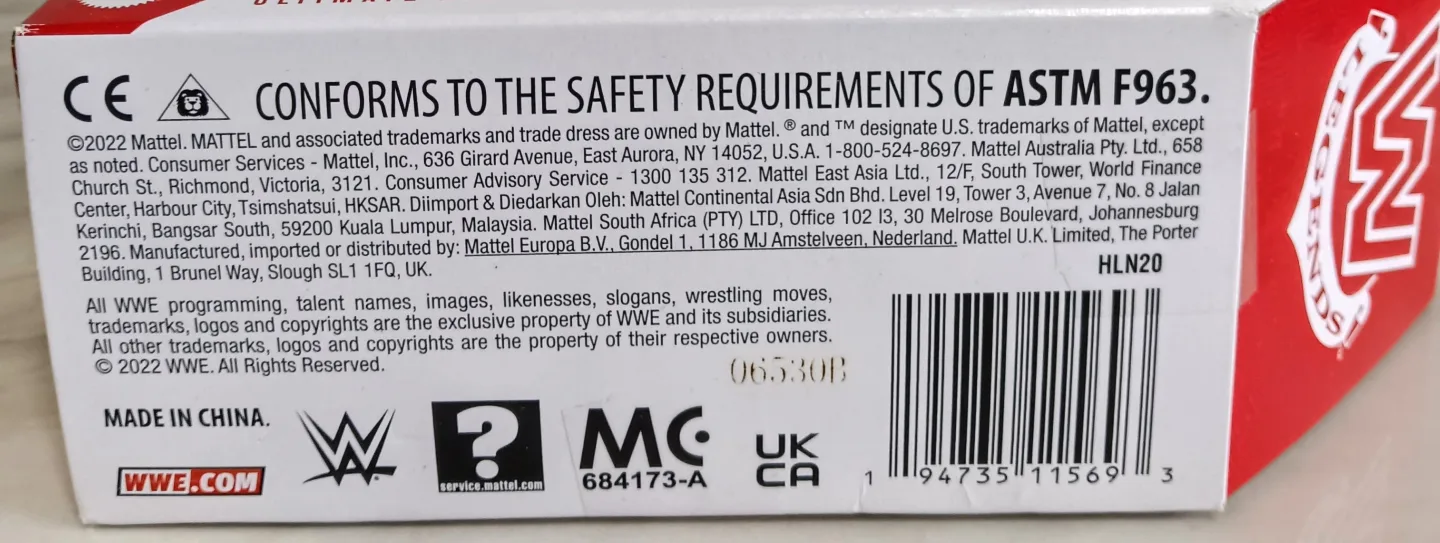 CE CONFORMS TO THE SAFETY REQUIREMENTS OF ASTM F963.
©2022 Mattel. MATTEL and associated trademarks and trade dress are owned by Mattel. ® and ™ designate U.S. trademarks of Mattel, except
as noted. Consumer Services - Mattel, Inc., 636 Girard Avenue, East Aurora, NY 14052, U.S.A. 1-800-524-8697. Mattel Australia Pty. Ltd., 658
Church St., Richmond, Victoria, 3121. Consumer Advisory Service - 1300 135 312. Mattel East Asia Ltd., 12/F, South Tower, World Finance
Center, Harbour City, Tsimshatsui, HKSAR. Diimport & Diedarkan Oleh: Mattel Continental Asia Sdn Bhd. Level 19, Tower 3, Avenue 7, No. 8 Jalan
Kerinchi, Bangsar South, 59200 Kuala Lumpur, Malaysia. Mattel South Africa (PTY) LTD, Office 102 I3, 30 Melrose Boulevard, Johannesburg
2196. Manufactured, imported or distributed by: Mattel Europa B.V., Gondel 1, 1186 MJ Amstelveen, Nederland. Mattel U.K. Limited, The Porter
Building, 1 Brunel Way, Slough SL1 1FQ, UK.
HLN20
All WWE programming, talent names, images, likenesses, slogans, wrestling moves,
trademarks, logos and copyrights are the exclusive property of WWE and its subsidiaries.
All other trademarks, logos and copyrights are the property of their respective owners.
© 2022 WWE. All Rights Reserved.
06530B
MADE IN CHINA.
WWE.COM
W
?
service.mattel.com
MC
684173-A
UK
CA
1 94735 11569 3
LEGENDS